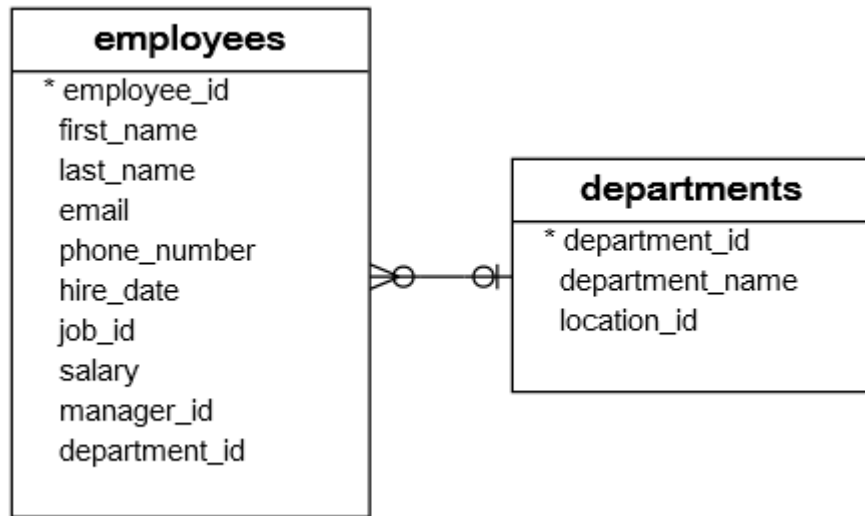 employees
* employee_id
first_name
last_name
email
phone_number
hire_date
job_id
salary
manager_id
department_id
departments
* department_id
department_name
location_id